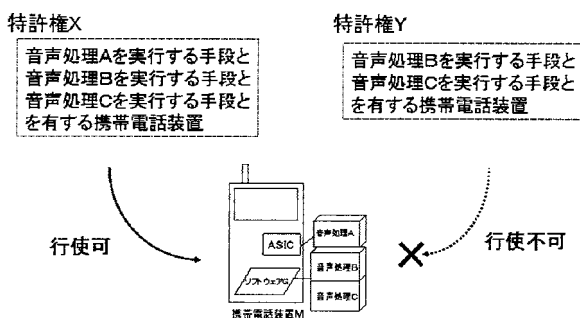 特許権X
音声処理Aを実行する手段と
音声処理Bを実行する手段と
音声処理Cを実行する手段と
を有する携帯電話装置
特許権Y
音声処理Bを実行する手段と
音声処理Cを実行する手段と
を有する携帯電話装置
行使可
行使不可
ASIC
音声処理A
ソフトウェアG
音声処理B
音声処理C
携帯電話装置M